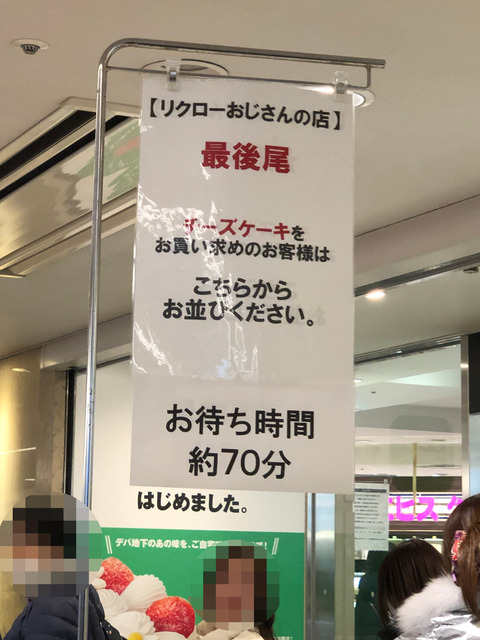 【リクローおじさんの店】
最後尾
チーズケーキを
お買い求めのお客様は
こちらから
お並びください。
お待ち時間
約70分
はじめました。
デパ地下のあの味を、ご自宅